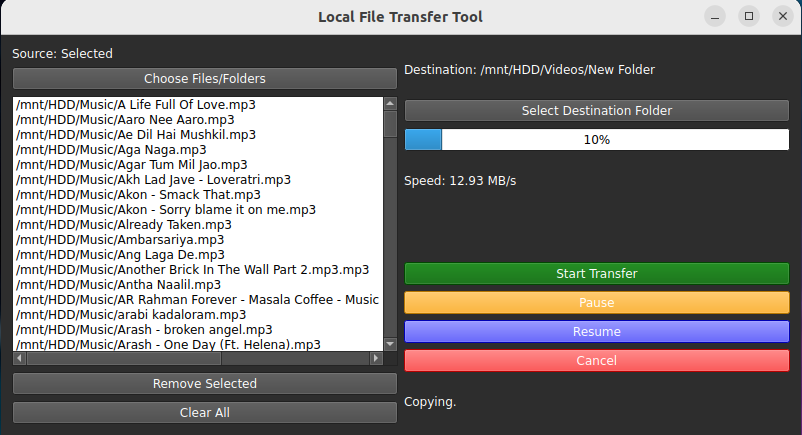 Local File Transfer Tool
Source: Selected
Choose Files/Folders
/mnt/HDD/Music/A Life Full Of Love.mp3
/mnt/HDD/Music/Aaro Nee Aaro.mp3
/mnt/HDD/Music/Ae Dil Hai Mushkil.mp3
/mnt/HDD/Music/Aga Naga.mp3
/mnt/HDD/Music/Agar Tum Mil Jao.mp3
/mnt/HDD/Music/Akh Lad Jave - Loveratri.mp3
/mnt/HDD/Music/Akon - Smack That.mp3
/mnt/HDD/Music/Akon - Sorry blame it on me.mp3
/mnt/HDD/Music/Already Taken.mp3
/mnt/HDD/Music/Ambarsariya.mp3
/mnt/HDD/Music/Ang Laga De.mp3
/mnt/HDD/Music/Another Brick In The Wall Part 2.mp3.mp3
/mnt/HDD/Music/Antha Naalil.mp3
/mnt/HDD/Music/AR Rahman Forever - Masala Coffee - Music
/mnt/HDD/Music/arabi kadaloram.mp3
/mnt/HDD/Music/Arash - broken angel.mp3
/mnt/HDD/Music/Arash - One Day (Ft. Helena).mp3
Remove Selected
Clear All
Destination: /mnt/HDD/Videos/New Folder
Select Destination Folder
10%
Speed: 12.93 MB/s
Start Transfer
Pause
Resume
Cancel
Copying.